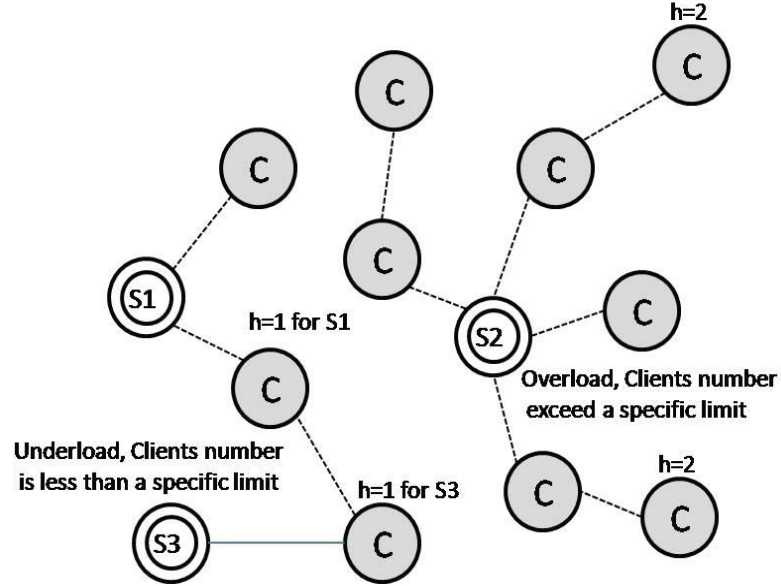 h=2
C
C
C
C
C
S1
C
h=1 for S1
S2
C
Overload, Clients number
exceed a specific limit
Underload, Clients number
is less than a specific limit
h=1 for S3
h=2
C
C
S3
C